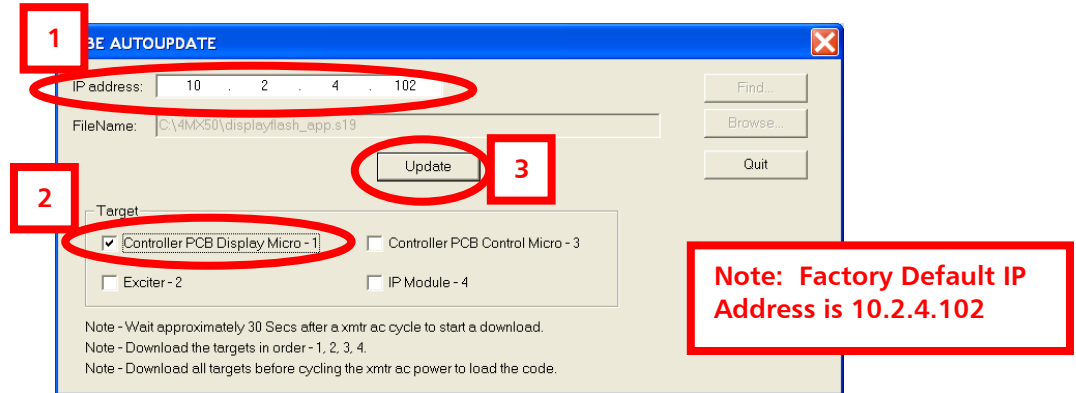 1
BE AUTOUPDATE
IP address: 10 . 2 . 4 . 102
Find...
FileName: C:\4MX50\displayflash_app.s19
Browse...
Update
3
Quit
2
Target
Controller PCB Display Micro - 1
Controller PCB Control Micro - 3
Exciter - 2
IP Module - 4
Note: Factory Default IP
Address is 10.2.4.102
Note - Wait approximately 30 Secs after a xmtr ac cycle to start a download.
Note - Download the targets in order - 1, 2, 3, 4.
Note - Download all targets before cycling the xmtr ac power to load the code.